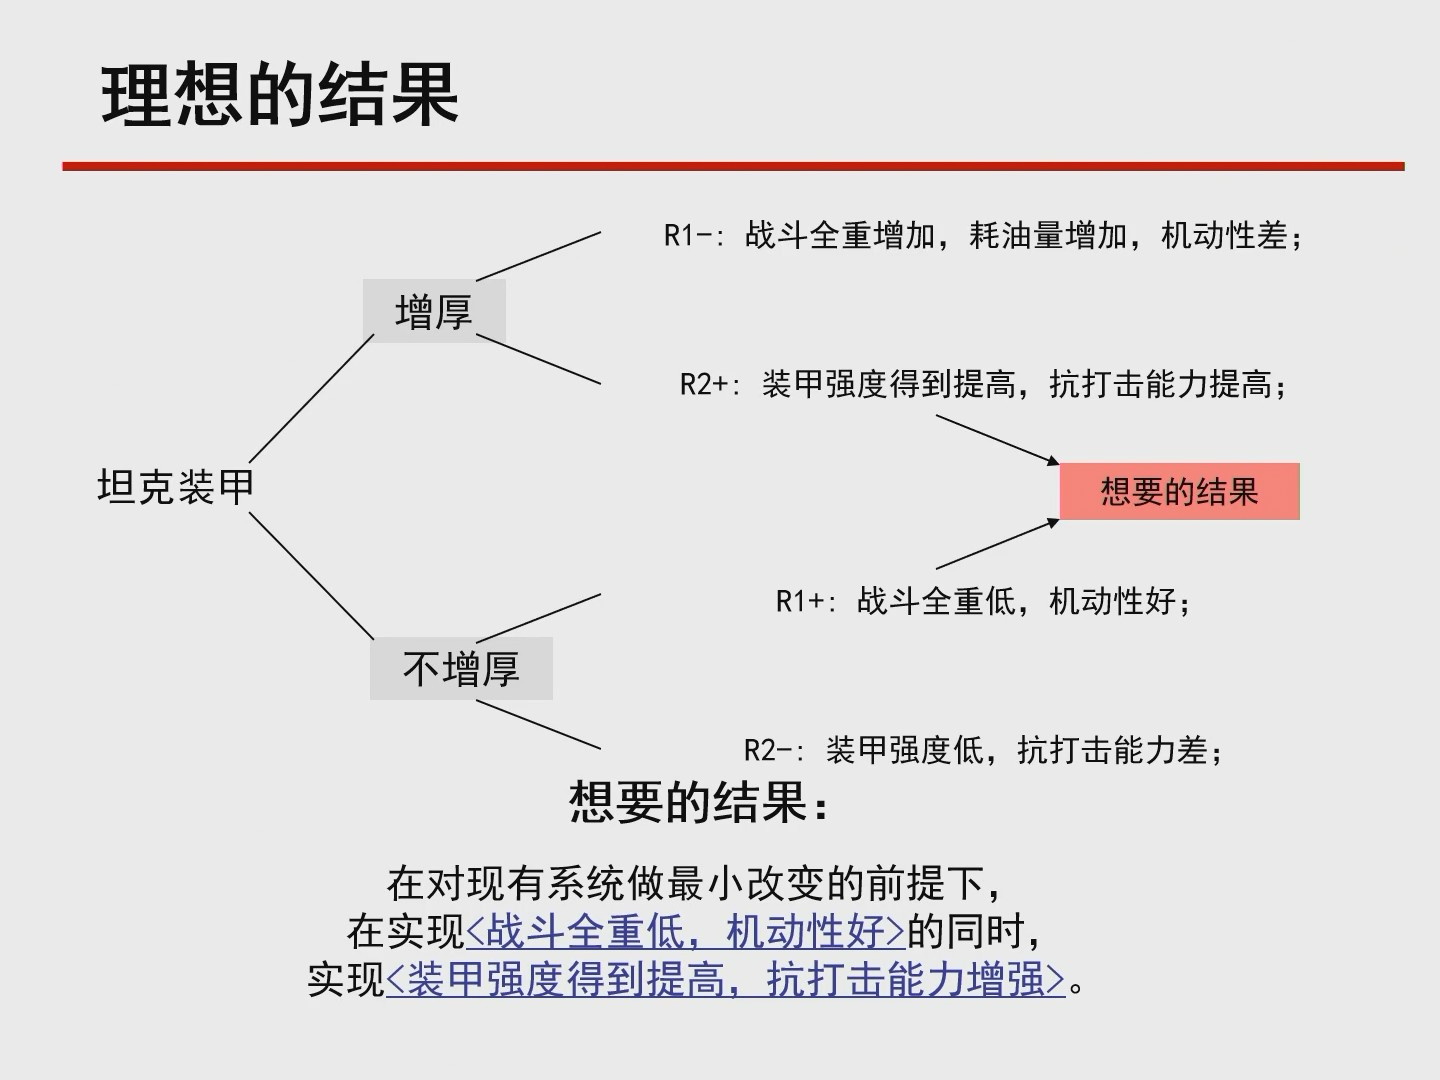 理想的结果
R1-: 战斗全重增加，耗油量增加，机动性差；
增厚
R2+: 装甲强度得到提高，抗打击能力提高；
坦克装甲
想要的结果
R1+: 战斗全重低，机动性好；
不增厚
R2-: 装甲强度低，抗打击能力差；
想要的结果：
在对现有系统做最小改变的前提下，
在实现<战斗全重低，机动性好>的同时，
实现<装甲强度得到提高，抗打击能力增强>。